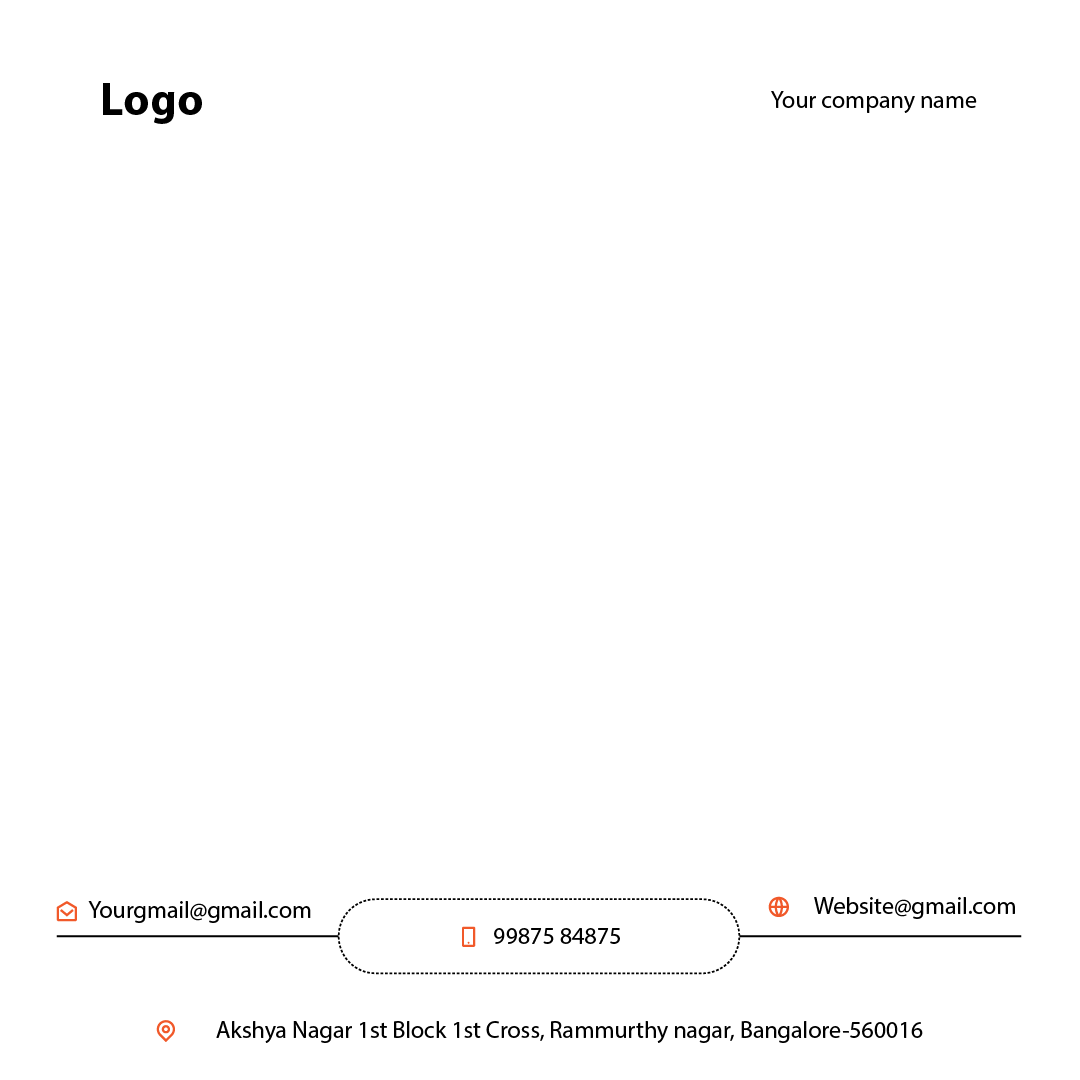 Logo
Your company name
Yourgmail@gmail.com
99875 84875
Website@gmail.com
Akshya Nagar 1st Block 1st Cross, Rammurthy nagar, Bangalore-560016